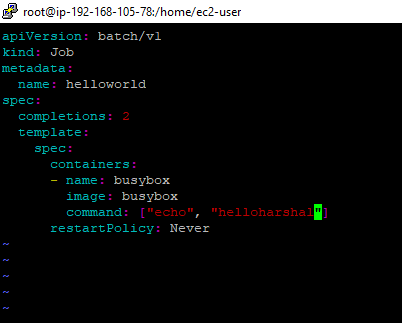 root@ip-192-168-105-78:/home/ec2-user
apiVersion: batch/v1
kind: Job
metadata:
  name: helloworld
spec:
  completions: 2
  template:
    spec:
      containers:
      - name: busybox
        image: busybox
        command: ["echo", "helloharshal"]
      restartPolicy: Never
~
~
~
~
~